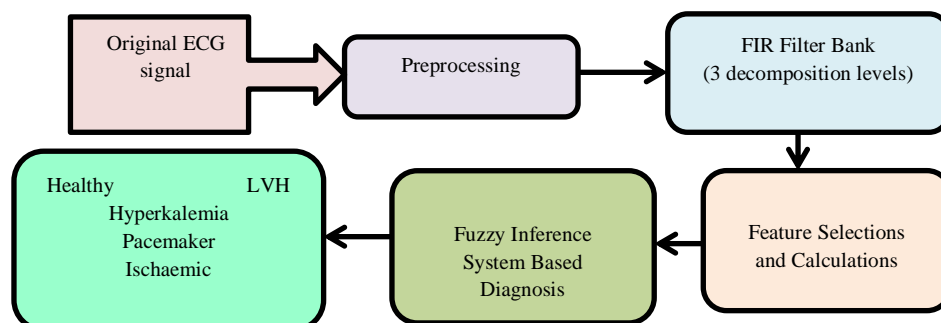 Original ECG
signal
Preprocessing
FIR Filter Bank
(3 decomposition levels)
Feature Selections
and Calculations
Fuzzy Inference
System Based
Diagnosis
Healthy LVH
Hyperkalemia
Pacemaker
Ischaemic